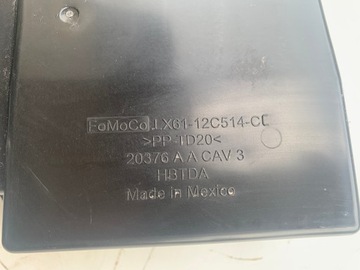 FoMoCo LX61-12C514-CE
>PP-TD20<
20376 A A CAV 3
HBTDA
Made in Mexico